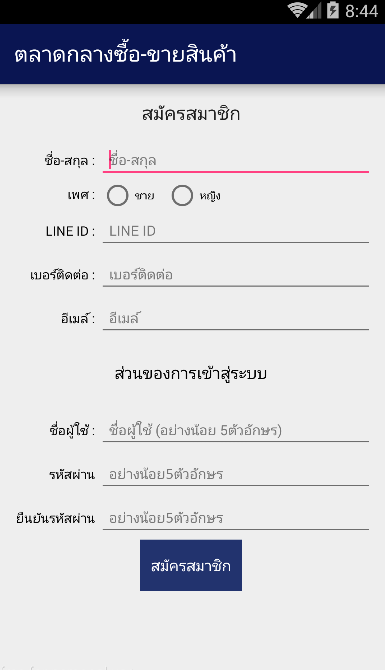 8:44
ตลาดกลางซื้อ-ขายสินค้า
สมัครสมาชิก
ชื่อ-สกุล : ชื่อ-สกุล
เพศ : ชาย หญิง
LINE ID : LINE ID
เบอร์ติดต่อ : เบอร์ติดต่อ
อีเมล์ : อีเมล์
ส่วนของการเข้าสู่ระบบ
ชื่อผู้ใช้ : ชื่อผู้ใช้ (อย่างน้อย 5ตัวอักษร)
รหัสผ่าน อย่างน้อย5ตัวอักษร
ยืนยันรหัสผ่าน อย่างน้อย5ตัวอักษร
สมัครสมาชิก